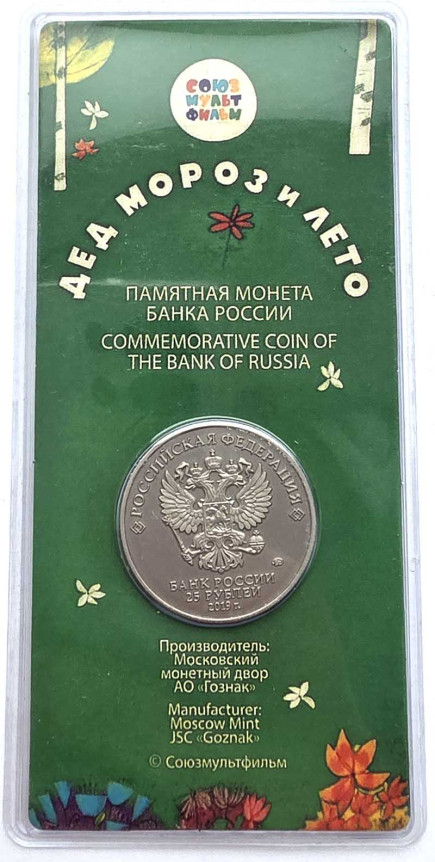 СОЮЗ
МУЛЬТ
ФИЛЬМ
ДЕД МОРОЗ И ЛЕТО
ПАМЯТНАЯ МОНЕТА
БАНКА РОССИИ
COMMEMORATIVE COIN OF
THE BANK OF RUSSIA
РОССИЙСКАЯ ФЕДЕРАЦИЯ
БАНК РОССИИ
25 РУБЛЕЙ
2019 г.
Производитель:
Московский
монетный двор
АО «Гознак»
Manufacturer:
Moscow Mint
JSC «Goznak»
© Союзмультфильм